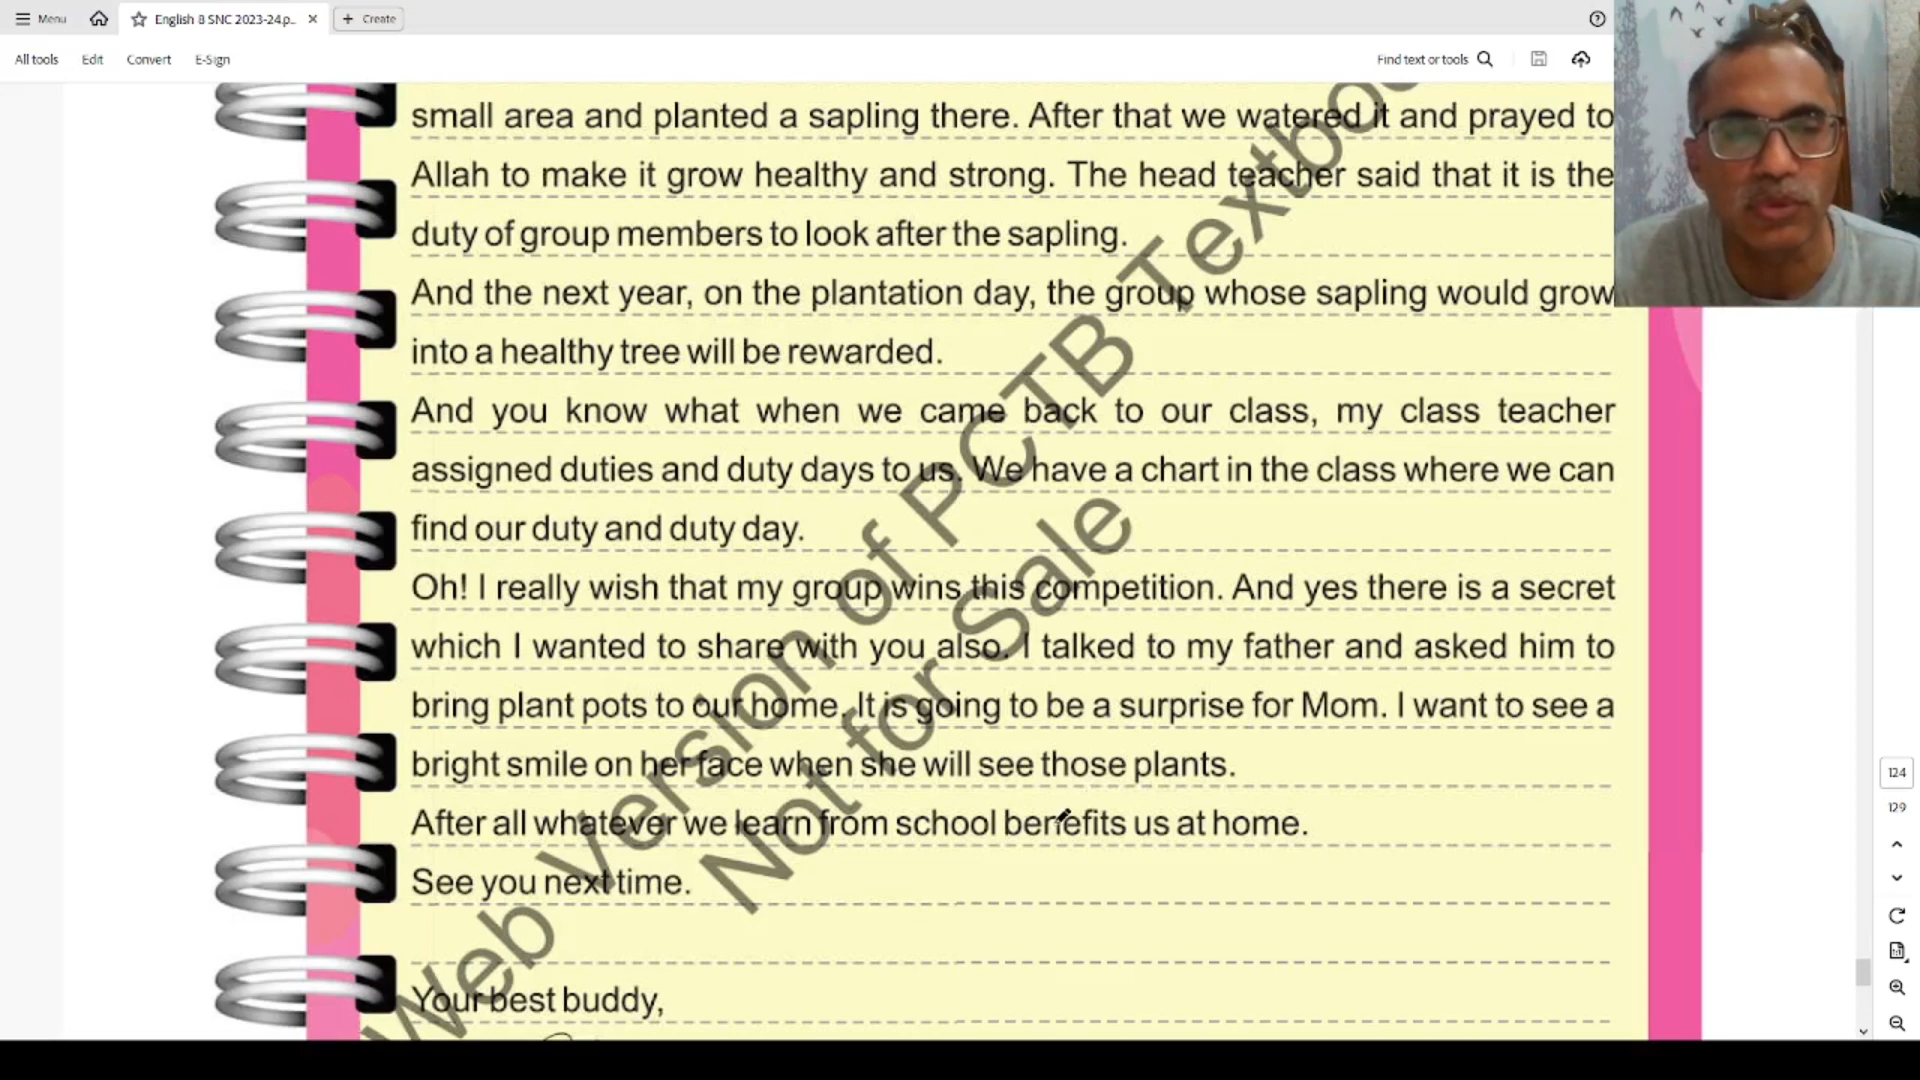 Menu
English 8 SNC 2023-24.p...
Create
All tools
Edit
Convert
E-Sign
Find text or tools
small area and planted a sapling there. After that we watered it and prayed to
Allah to make it grow healthy and strong. The head teacher said that it is the
duty of group members to look after the sapling.
And the next year, on the plantation day, the group whose sapling would grow
into a healthy tree will be rewarded.
And you know what when we came back to our class, my class teacher
assigned duties and duty days to us. We have a chart in the class where we can
find our duty and duty day.
Oh! I really wish that my group wins this competition. And yes there is a secret
which I wanted to share with you also. I talked to my father and asked him to
bring plant pots to our home. It is going to be a surprise for Mom. I want to see a
bright smile on her face when she will see those plants.
After all whatever we learn from school benefits us at home.
See you next time.
Your best buddy,
Web Version of PCTB Textbo
Not for Sale
124
129